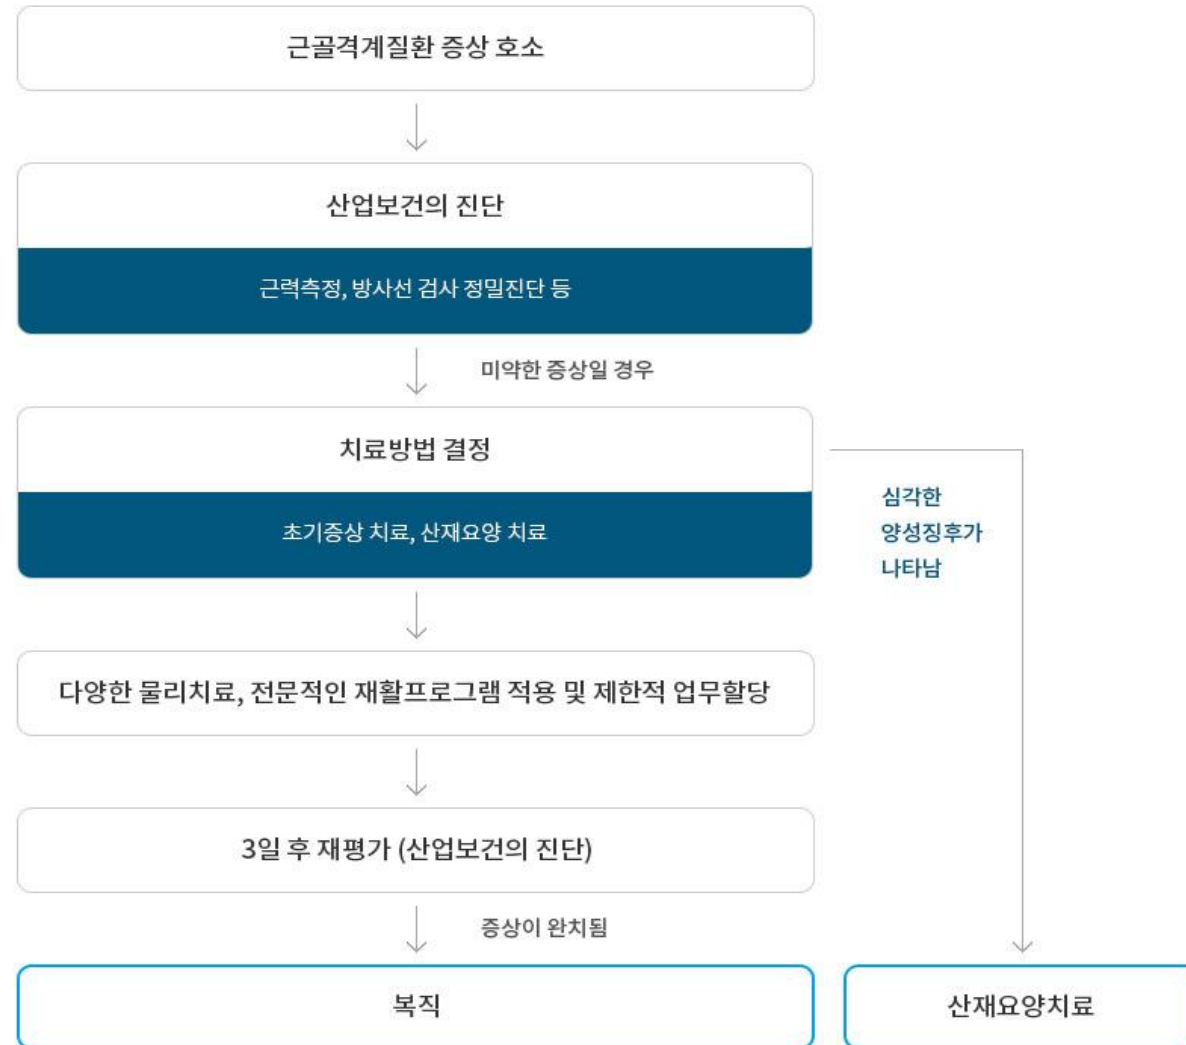 근골격계질환 증상 호소
산업보건의 진단
근력측정, 방사선 검사 정밀진단 등
미약한 증상일 경우
치료방법 결정
초기증상 치료, 산재요양 치료
심각한
양성징후가
나타남
다양한 물리치료, 전문적인 재활프로그램 적용 및 제한적 업무할당
3일 후 재평가 (산업보건의 진단)
증상이 완치됨
복직
산재요양치료